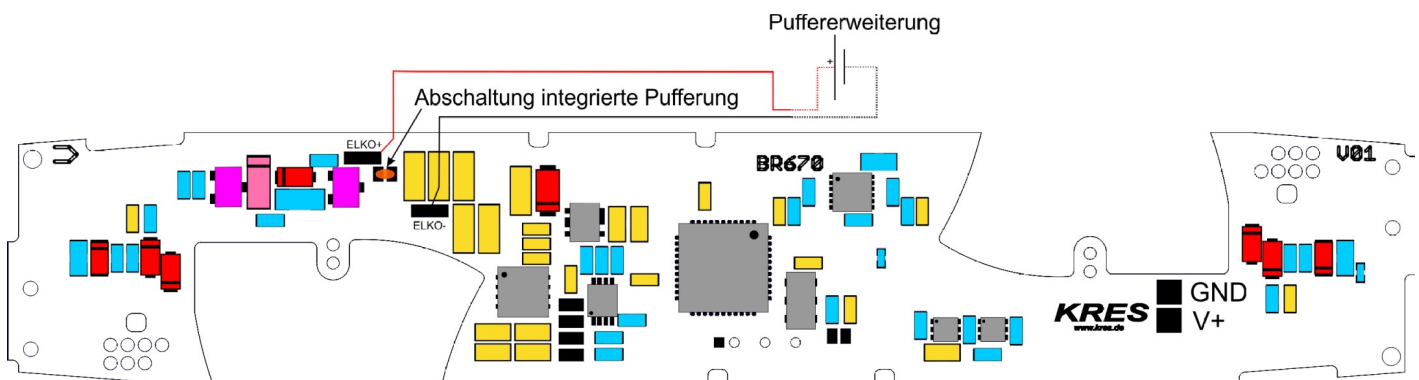 Puffererweiterung
+
Abschaltung integrierte Pufferung
ELKO+
BR670
V01
ELKO-
GND
KRES
www.kres.de
V+